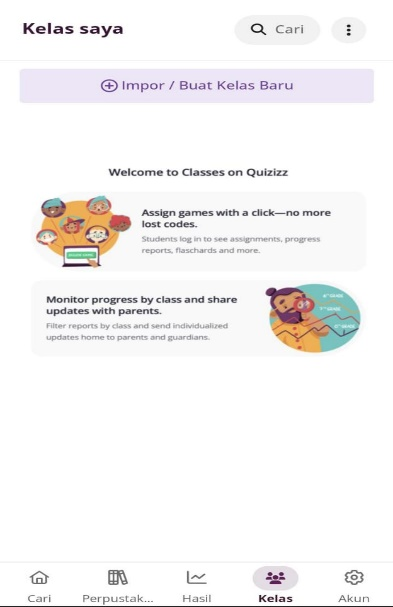 Kelas saya
Cari
Impor / Buat Kelas Baru
Welcome to Classes on Quizizz
Assign games with a click—no more
lost codes.
Students log in to see assignments, progress
reports, flaschards and more.
Monitor progress by class and share
updates with parents.
Filter reports by class and send individualized
updates home to parents and guardians.
Cari
Perpustak...
Hasil
Kelas
Akun